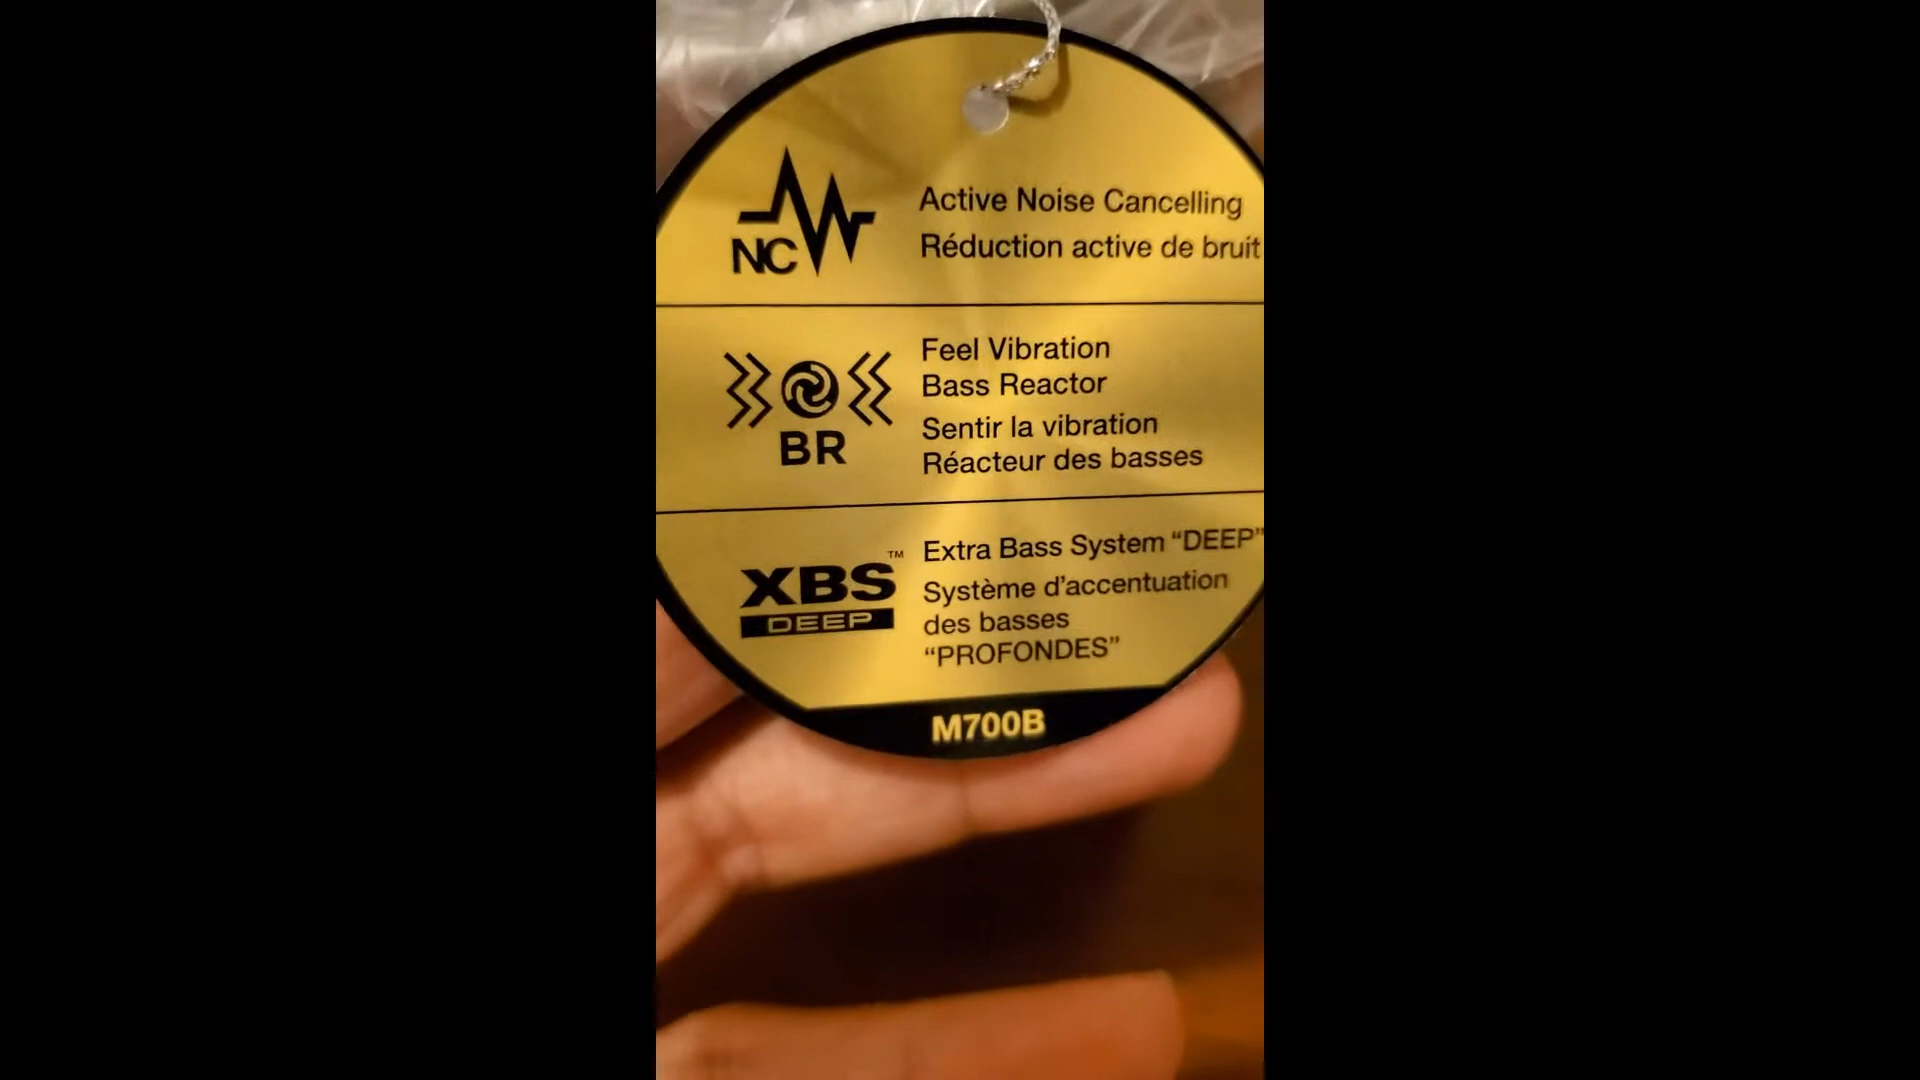 NC
Active Noise Cancelling
Réduction active de bruit
BR
Feel Vibration
Bass Reactor
Sentir la vibration
Réacteur des basses
XBS™
DEEP
Extra Bass System “DEEP”
Système d’accentuation
des basses
“PROFONDES”
M700B